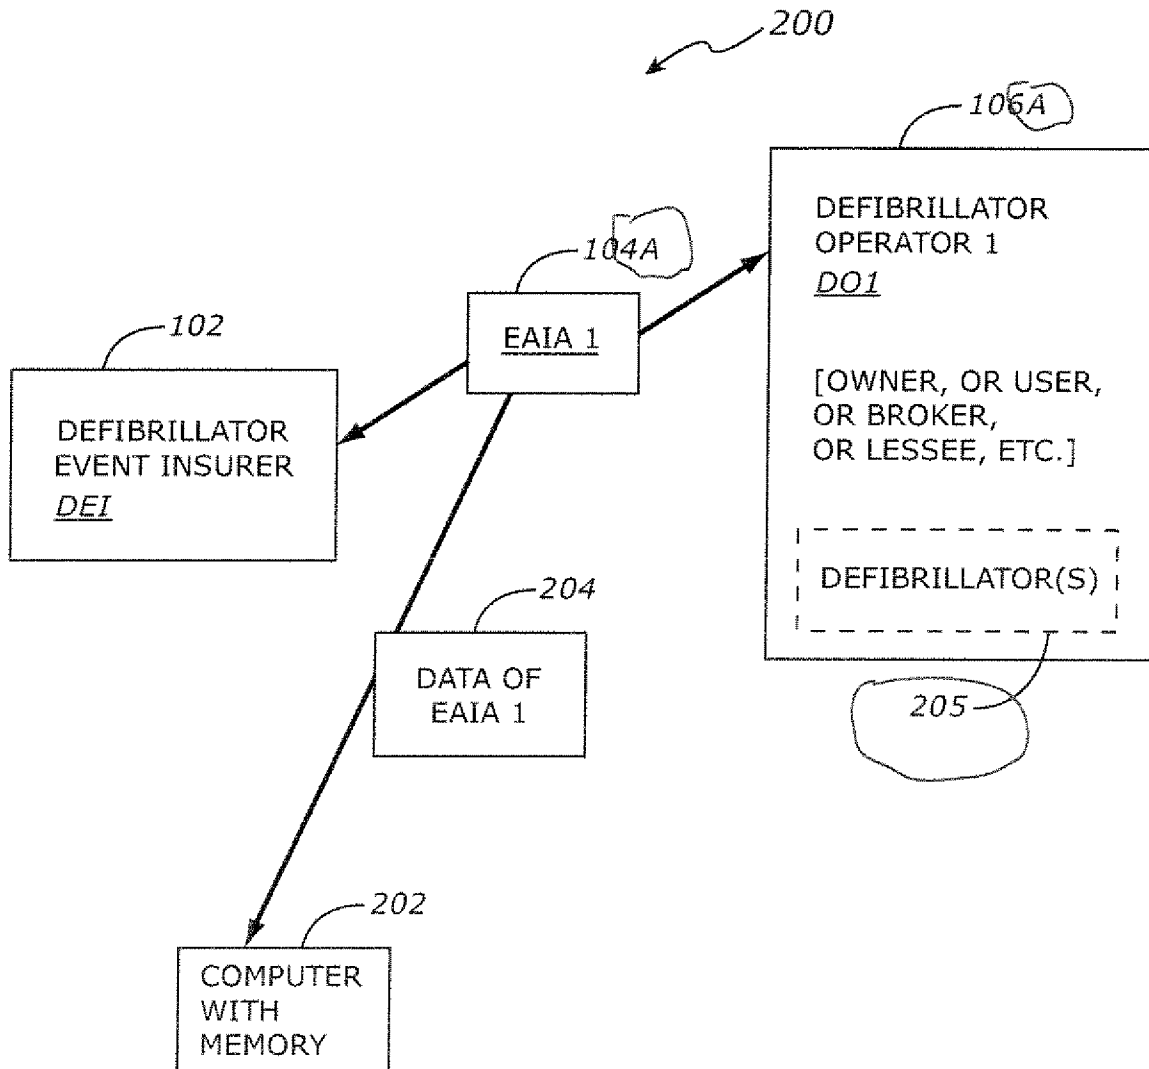 200
106A
DEFIBRILLATOR
OPERATOR 1
DO1
[OWNER, OR USER,
OR BROKER,
OR LESSEE, ETC.]
DEFIBRILLATOR(S)
205
104A
EAIA 1
102
DEFIBRILLATOR
EVENT INSURER
DEI
204
DATA OF
EAIA 1
202
COMPUTER
WITH
MEMORY